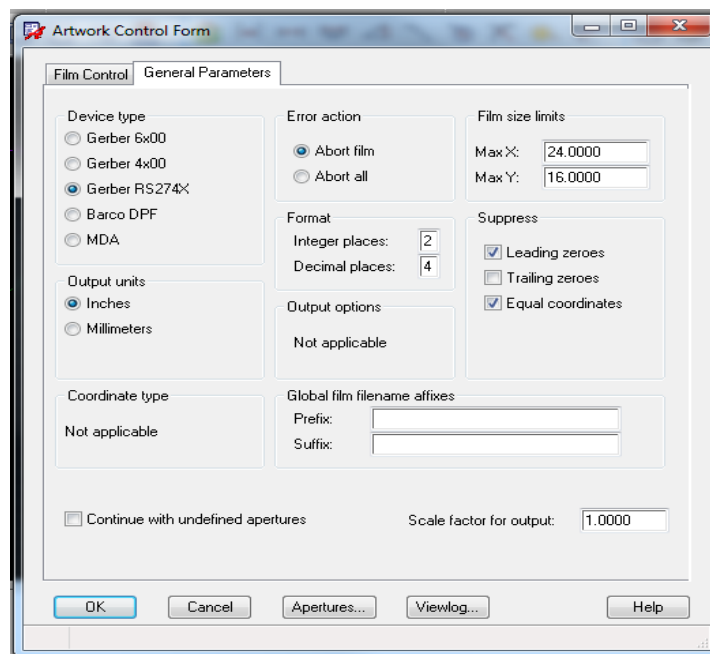 Artwork Control Form
Film Control
General Parameters
Device type
Gerber 6x00
Gerber 4x00
Gerber RS274X
Barco DPF
MDA
Error action
Abort film
Abort all
Film size limits
Max X: 24.0000
Max Y: 16.0000
Format
Integer places: 2
Decimal places: 4
Suppress
Leading zeroes
Trailing zeroes
Equal coordinates
Output units
Inches
Millimeters
Output options
Not applicable
Coordinate type
Not applicable
Global film filename affixes
Prefix:
Suffix:
Continue with undefined apertures
Scale factor for output: 1.0000
OK
Cancel
Apertures...
Viewlog...
Help